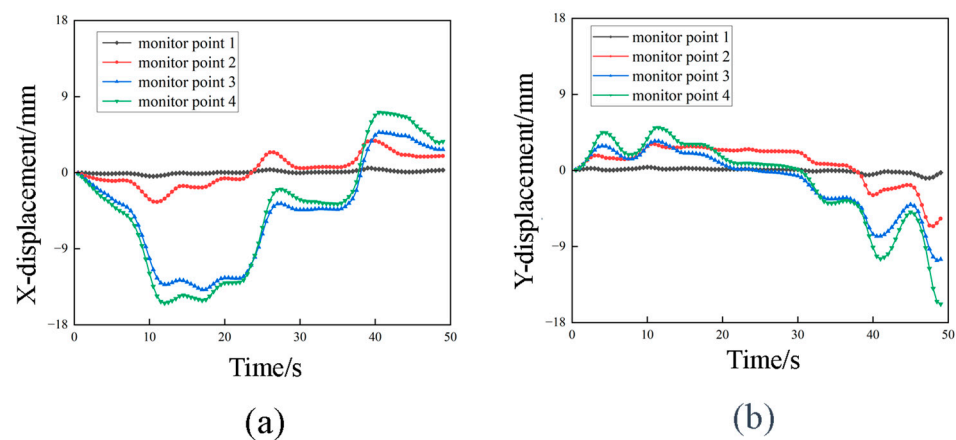 18
9
0
−9
−18
X-displacement/mm
monitor point 1
monitor point 2
monitor point 3
monitor point 4
0 10 20 30 40 50
Time/s
(a)
18
9
0
−9
−18
Y-displacement/mm
monitor point 1
monitor point 2
monitor point 3
monitor point 4
0 10 20 30 40 50
Time/s
(b)